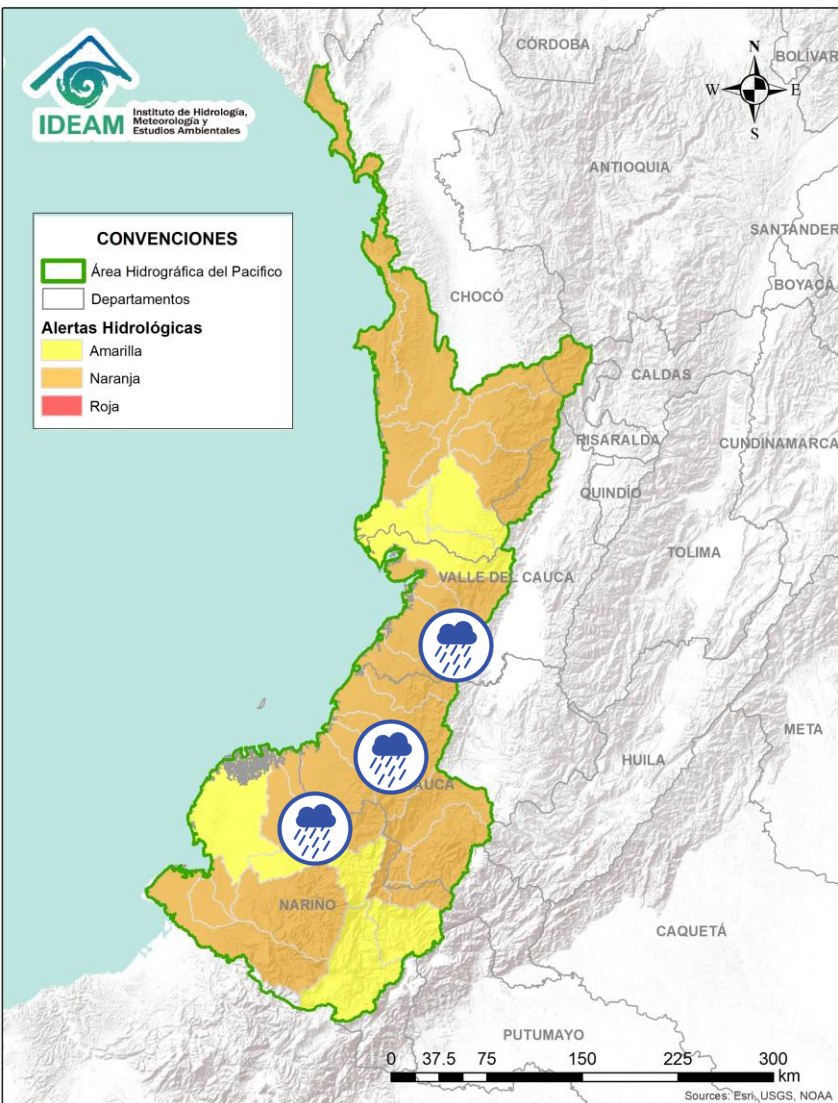 IDEAM
Instituto de Hidrología,
Meteorología y
Estudios Ambientales
CÓRDOBA
BOLÍVAR
N
W
E
S
ANTIOQUIA
SANTANDER
BOYACÁ
CONVENCIONES
Área Hidrográfica del Pacifico
Departamentos
Alertas Hidrológicas
Amarilla
Naranja
Roja
CHOCÓ
CALDAS
RISARALDA
CUNDINAMARCA
QUINDÍO
TOLIMA
VALLE DEL CAUCA
META
HUILA
AUCA
NARIÑO
CAQUETÁ
PUTUMAYO
0 37.5 75 150 225 300
km
Sources: Esri, USGS, NOAA